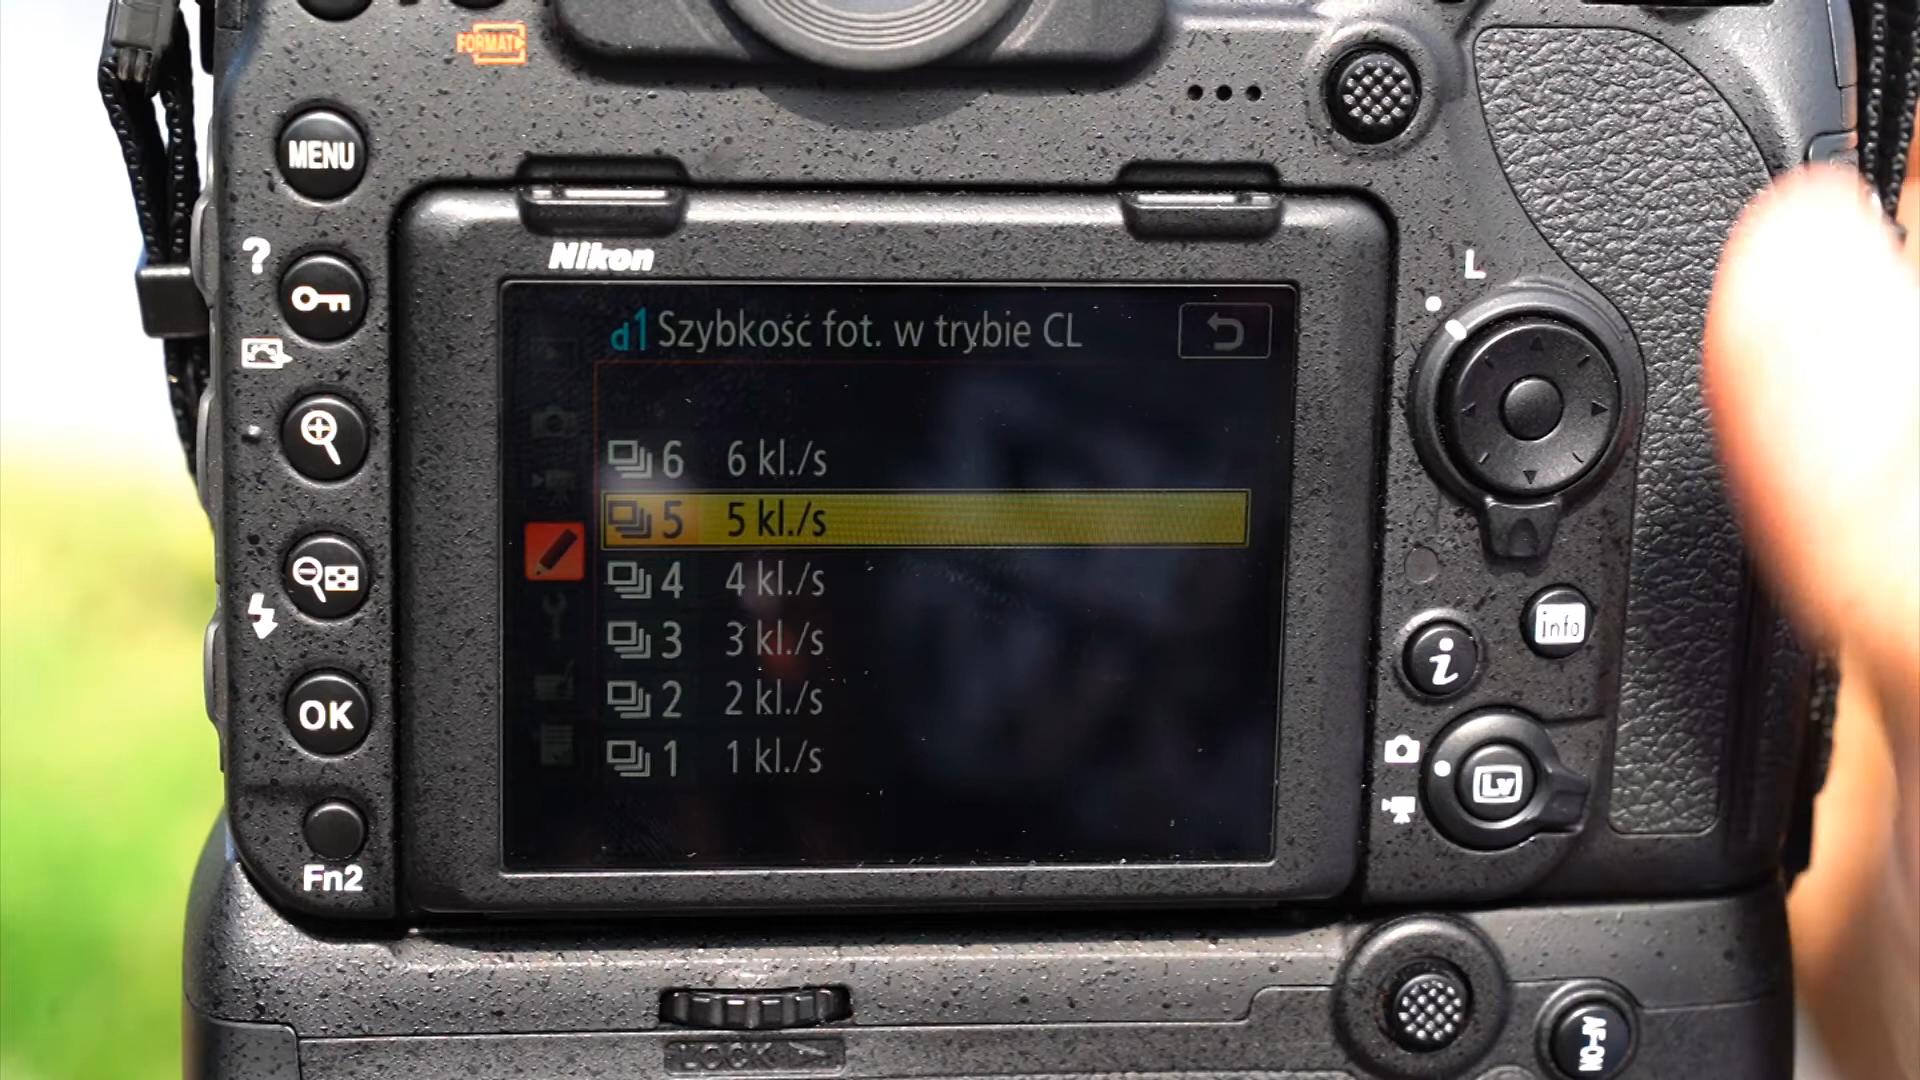 FORMAT
MENU
?
Nikon
L
d1 Szybkość fot. w trybie CL
6 6 kl./s
5 5 kl./s
4 4 kl./s
3 3 kl./s
2 2 kl./s
1 1 kl./s
info
i
OK
Lv
Fn2
LOCK
AF-ON